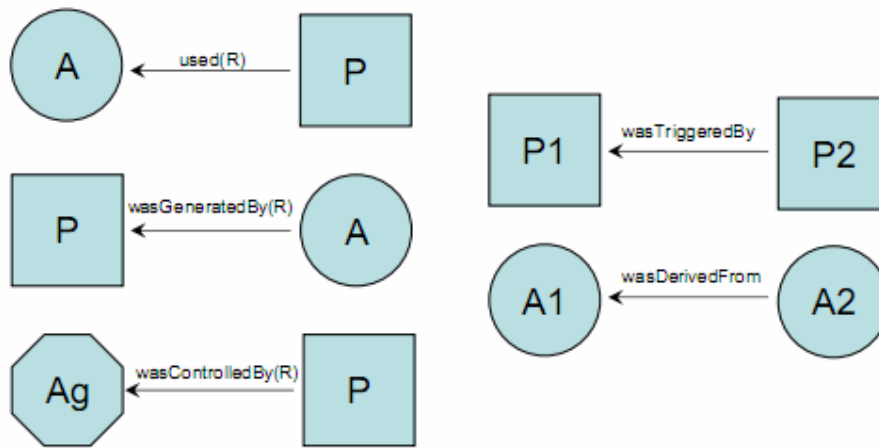 A
used(R)
P
P
wasGeneratedBy(R)
A
Ag
wasControlledBy(R)
P
P1
wasTriggeredBy
P2
A1
wasDerivedFrom
A2